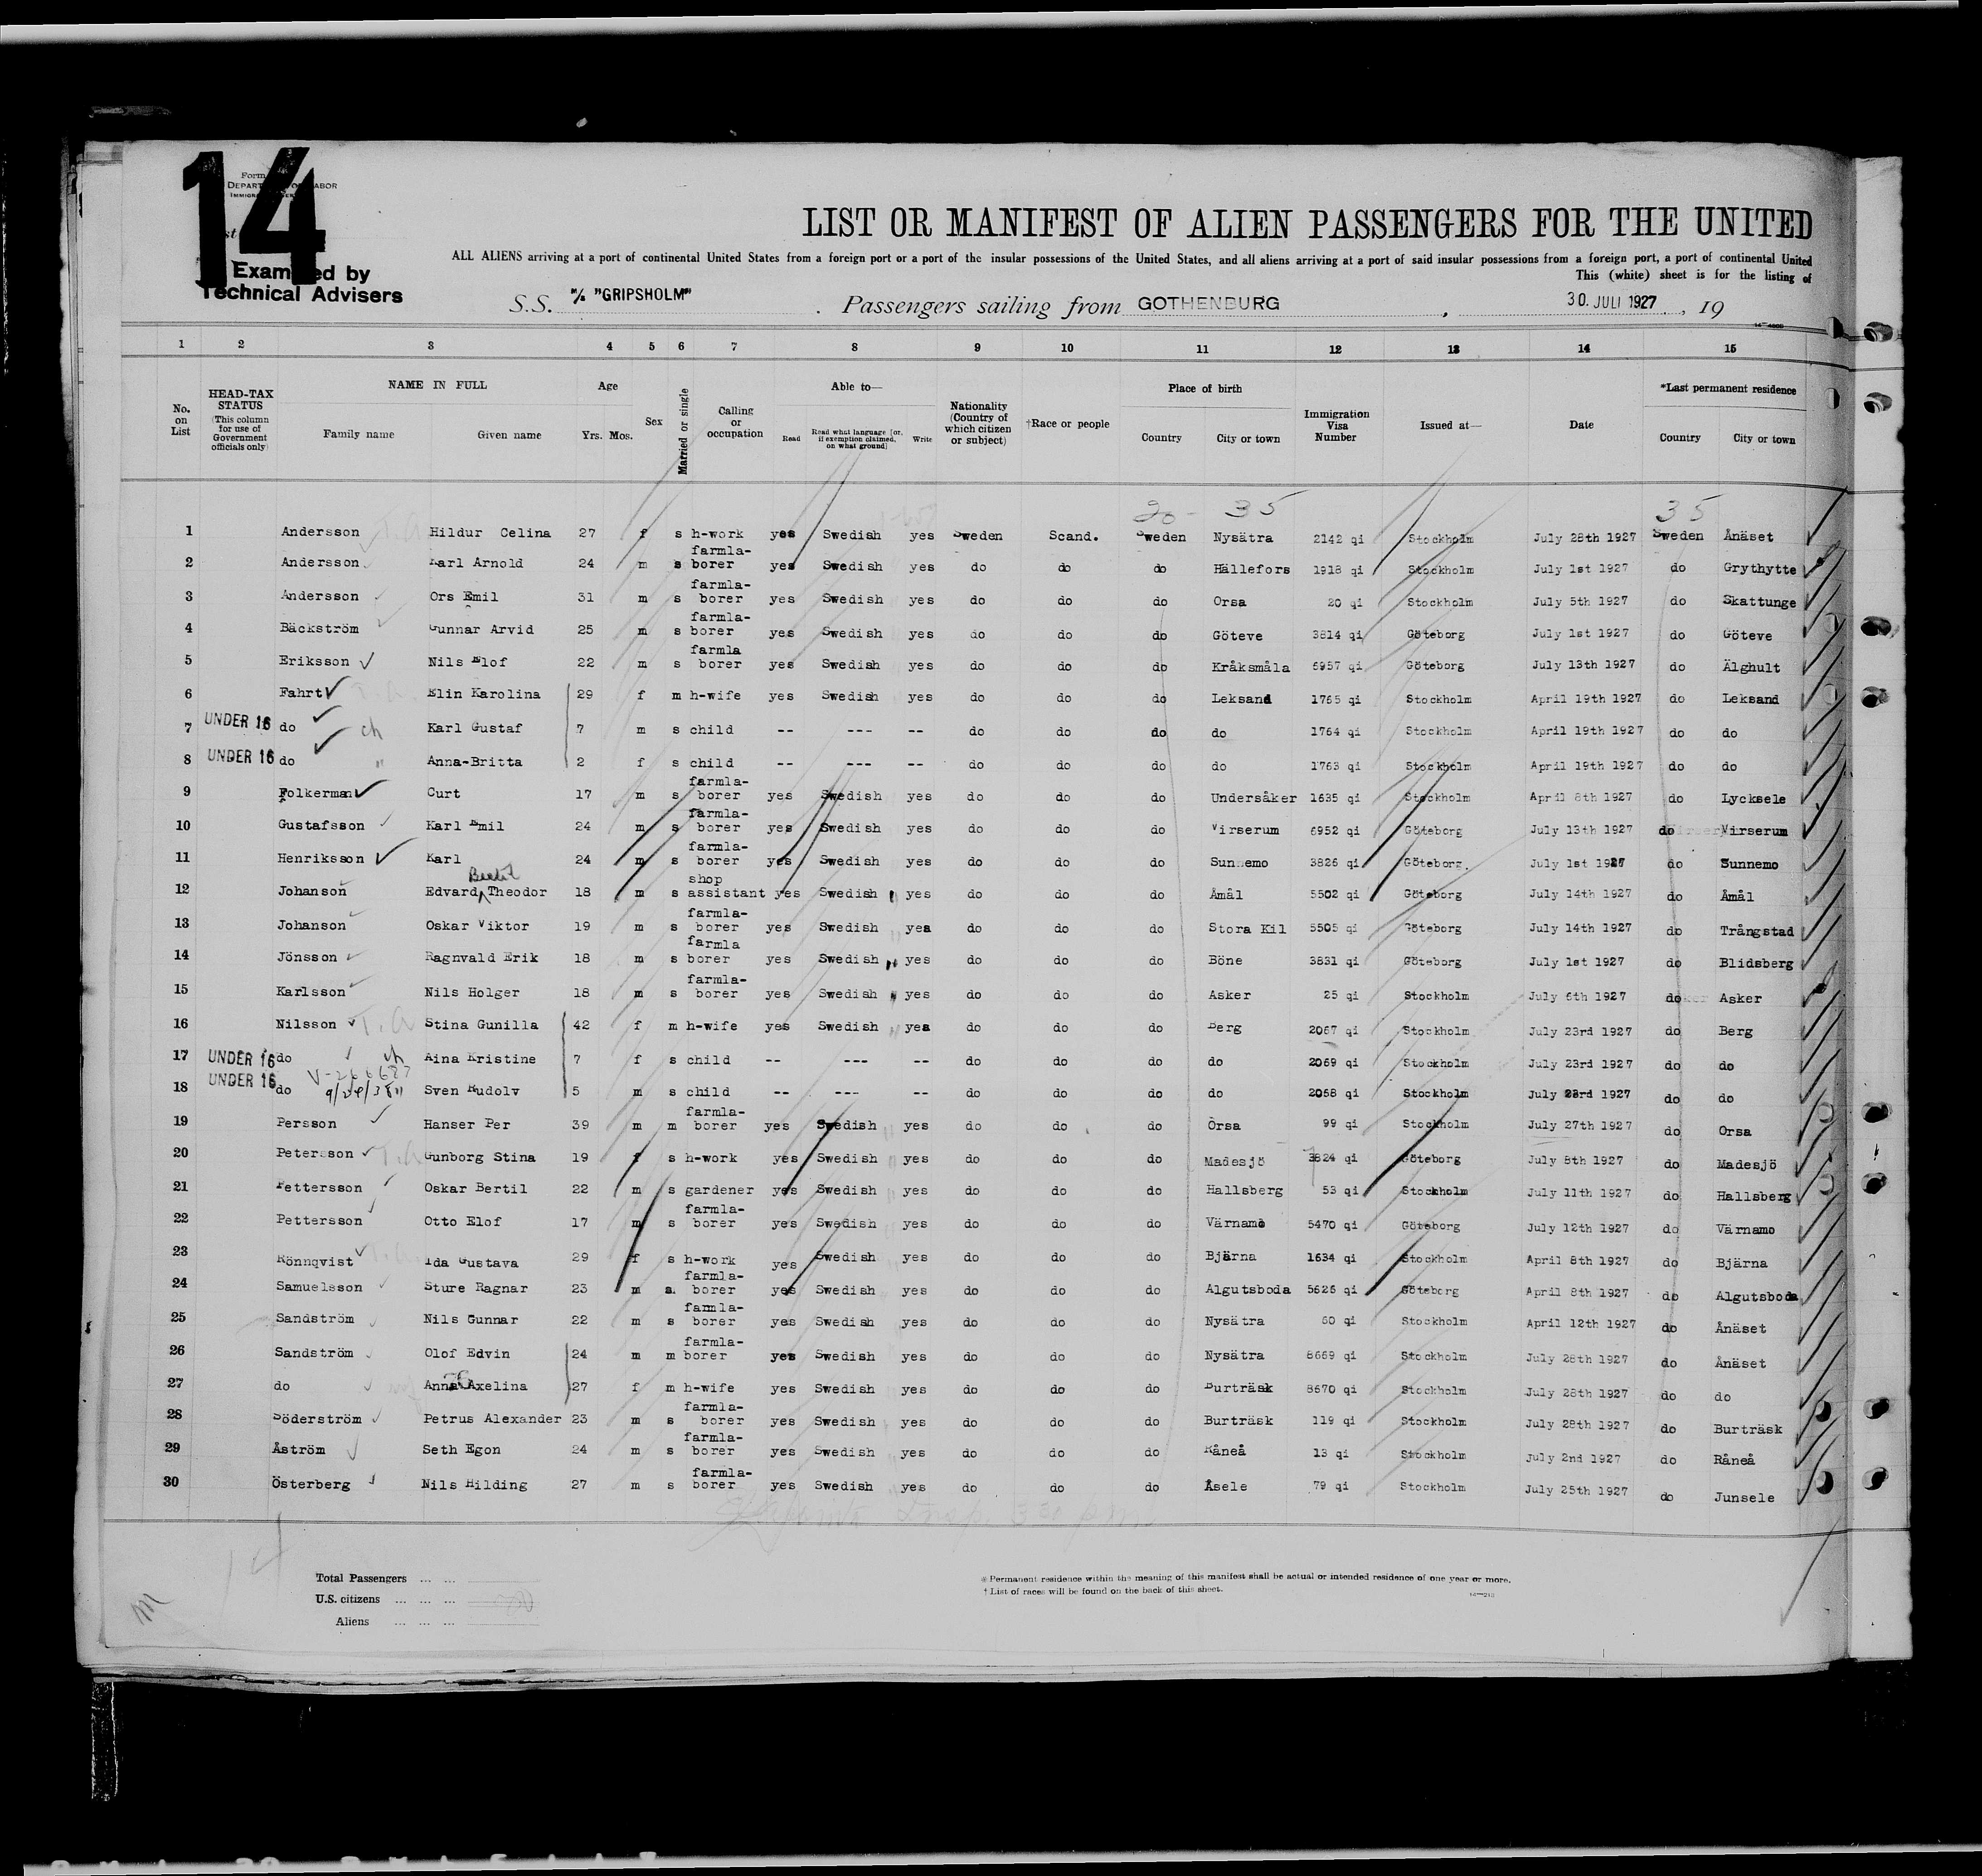 14
Form
DEPARTMENT OF LABOR
Examined by
Technical Advisers
LIST OR MANIFEST OF ALIEN PASSENGERS FOR THE UNITED
ALL ALIENS arriving at a port of continental United States from a foreign port or a port of the insular possessions of the United States, and all aliens arriving at a port of said insular possessions from a foreign port, a port of continental United
This (white) sheet is for the listing of
S.S. M/S "GRIPSHOLM" . Passengers sailing from GOTHENBURG , 30. JULI 1927 , 19
1 2 3 4 5 6 7 8 9 10 11 12 13 14 15
No. on List HEAD-TAX STATUS (This column for use of Government officials only) NAME IN FULL Family name Given name Age Yrs. Mos. Sex Married or single Calling or occupation Able to— Read Read what language [or, if exemption claimed, on what ground] Write Nationality (Country of which citizen or subject) †Race or people Place of birth Country City or town Immigration Visa Number Issued at— Date *Last permanent residence Country City or town
20 - 35 35
1 Andersson T.A. Hildur Celina 27 f s h-work yes Swedish yes Sweden Scand. Sweden Nysätra 2142 qi Stockholm July 28th 1927 Sweden Ånäset
2 Andersson Karl Arnold 24 m s farmla-borer yes Swedish yes do do do Hällefors 1918 qi Stockholm July 1st 1927 do Grythytte
3 Andersson Ors Emil 31 m s farmla-borer yes Swedish yes do do do Orsa 20 qi Stockholm July 5th 1927 do Skattunge
4 Bäckström Gunnar Arvid 25 m s farmla-borer yes Swedish yes do do do Göteve 3814 qi Göteborg July 1st 1927 do Göteve
5 Eriksson Nils Elof 22 m s farmla borer yes Swedish yes do do do Kråksmåla 6957 qi Göteborg July 13th 1927 do Älghult
6 Fahrt T.A. Elin Karolina 29 f m h-wife yes Swedish yes do do do Leksand 1765 qi Stockholm April 19th 1927 do Leksand
7 UNDER 16 do ch Karl Gustaf 7 m s child -- --- -- do do do do 1764 qi Stockholm April 19th 1927 do do
8 UNDER 16 do " Anna-Britta 2 f s child -- --- -- do do do do 1763 qi Stockholm April 19th 1927 do do
9 Folkerman Curt 17 m s farmla-borer yes Swedish yes do do do Undersåker 1635 qi Stockholm April 8th 1927 do Lycksele
10 Gustafsson Karl Emil 24 m s farmla-borer yes Swedish yes do do do Virserum 6952 qi Göteborg July 13th 1927 do Virserum
11 Henriksson Karl 24 m s farmla-borer yes Swedish yes do do do Sunnemo 3826 qi Göteborg. July 1st 1927 do Sunnemo
12 Johanson Edvard Bertil Theodor 18 m s shop assistant yes Swedish yes do do do Åmål 5502 qi Göteborg July 14th 1927 do Åmål
13 Johanson Oskar Viktor 19 m s farmla-borer yes Swedish yes do do do Stora Kil 5505 qi Göteborg July 14th 1927 do Trångstad
14 Jönsson Ragnvald Erik 18 m s farmla borer yes Swedish yes do do do Böne 3831 qi Göteborg July 1st 1927 do Blidsberg
15 Karlsson Nils Holger 18 m s farmla-borer yes Swedish yes do do do Asker 25 qi Stockholm July 6th 1927 do Asker
16 Nilsson T.A Stina Gunilla 42 f m h-wife yes Swedish yes do do do Berg 2067 qi Stockholm July 23rd 1927 do Berg
17 UNDER 16 do ch Aina Kristine 7 f s child -- --- -- do do do do 2069 qi Stockholm July 23rd 1927 do do
18 UNDER 16 do Sven Rudolv 5 m s child -- --- -- do do do do 2068 qi Stockholm July 23rd 1927 do do
19 Persson Hanser Per 39 m m farmla-borer yes Swedish yes do do do Orsa 99 qi Stockholm July 27th 1927 do Orsa
20 Petersson T.A. Gunborg Stina 19 f s h-work yes Swedish yes do do do Madesjö 3824 qi Göteborg July 8th 1927 do Madesjö
21 Pettersson Oskar Bertil 22 m s gardener yes Swedish yes do do do Hallsberg 53 qi Stockholm July 11th 1927 do Hallsberg
22 Pettersson Otto Elof 17 m s farmla-borer yes Swedish yes do do do Värnamo 5470 qi Göteborg July 12th 1927 do Värnamo
23 Rönnqvist T.A. Ida Gustava 29 f s h-work yes Swedish yes do do do Bjärna 1634 qi Stockholm April 8th 1927 do Bjärna
24 Samuelsson Sture Ragnar 23 m s farmla-borer yes Swedish yes do do do Algutsboda 5626 qi Göteborg April 8th 1927 do Algutsboda
25 Sandström Nils Gunnar 22 m s farmla-borer yes Swedish yes do do do Nysätra 60 qi Stockholm April 12th 1927 do Ånäset
26 Sandström Olof Edvin 24 m m farmla-borer yes Swedish yes do do do Nysätra 8669 qi Stockholm July 28th 1927 do Ånäset
27 do Anna Axelina 27 f m h-wife yes Swedish yes do do do Burträsk 8670 qi Stockholm July 28th 1927 do do
28 Söderström Petrus Alexander 23 m s farmla-borer yes Swedish yes do do do Burträsk 119 qi Stockholm July 28th 1927 do Burträsk
29 Åström Seth Egon 24 m s farmla-borer yes Swedish yes do do do Råneå 13 qi Stockholm July 2nd 1927 do Råneå
30 Österberg Nils Hilding 27 m s farmla-borer yes Swedish yes do do do Åsele 79 qi Stockholm July 25th 1927 do Junsele
Total Passengers ... ...
U.S. citizens ... ... ...
Aliens ... ... ...
* Permanent residence within the meaning of this manifest shall be actual or intended residence of one year or more.
† List of races will be found on the back of this sheet.